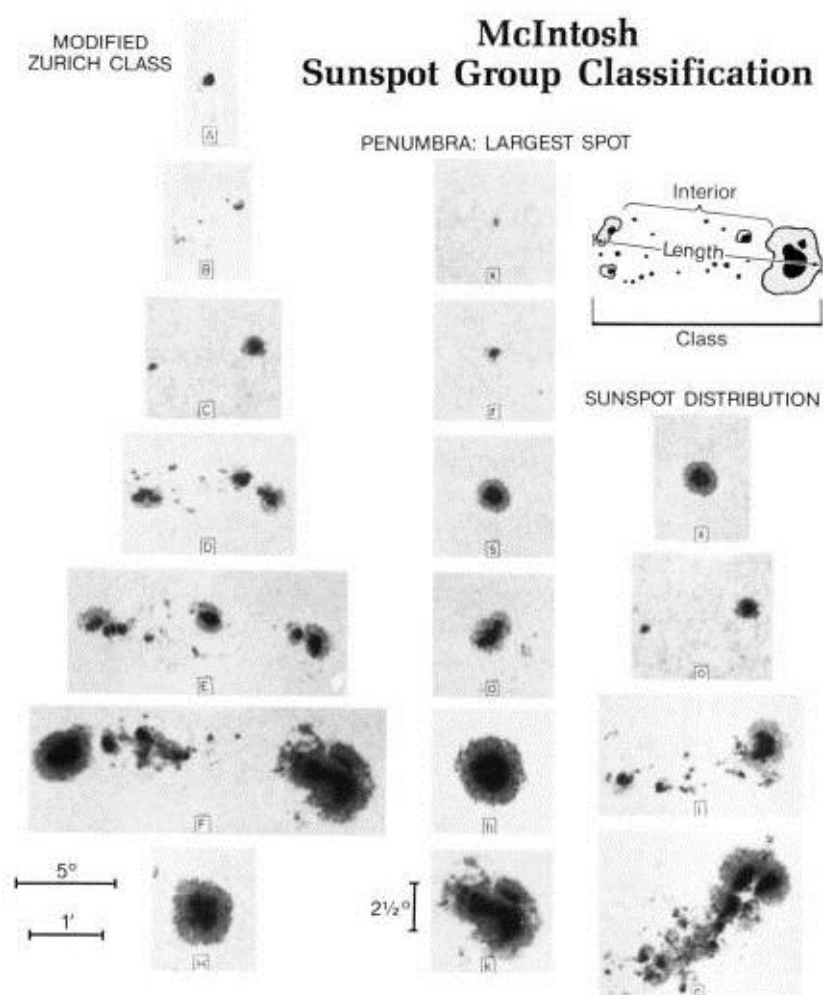 McIntosh
Sunspot Group Classification
MODIFIED
ZURICH CLASS
A
B
C
D
E
F
5°
1'
H
PENUMBRA: LARGEST SPOT
x
r
s
a
h
2½°
k
Interior
Length
Class
SUNSPOT DISTRIBUTION
x
o
i
c